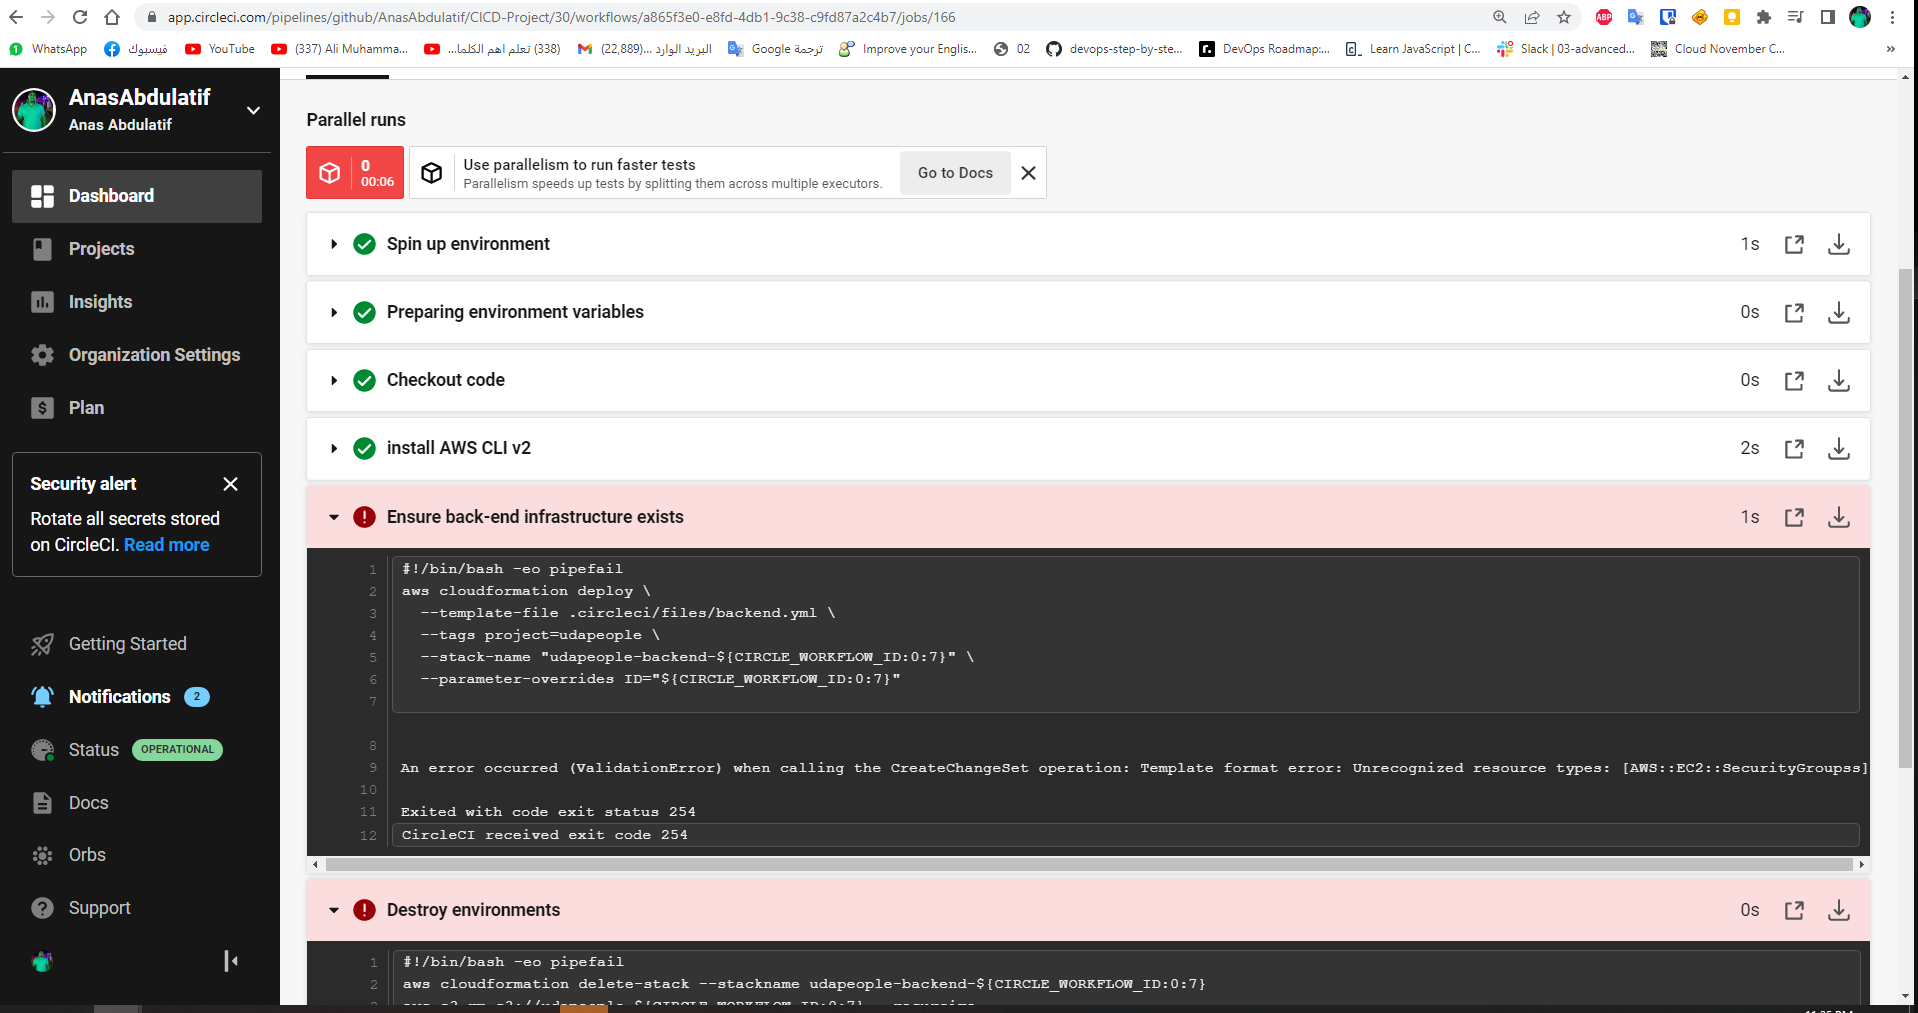 app.circleci.com/pipelines/github/AnasAbdulatif/CICD-Project/30/workflows/a865f3e0-e8fd-4db1-9c38-c9fd87a2c4b7/jobs/166
ABP
WhatsApp
فيسبوك
YouTube
(337) Ali Muhamma...
(338) تعلم اهم الكلما...
البريد الوارد ...(22,889)
ترجمة Google
Improve your Englis...
02
devops-step-by-ste...
DevOps Roadmap:...
Learn JavaScript | C...
Slack | 03-advanced...
Cloud November C...
»
AnasAbdulatif
Anas Abdulatif
Dashboard
Projects
Insights
Organization Settings
Plan
Security alert
Rotate all secrets stored
on CircleCI. Read more
Getting Started
Notifications 2
Status OPERATIONAL
Docs
Orbs
Support
Parallel runs
0
00:06
Use parallelism to run faster tests
Parallelism speeds up tests by splitting them across multiple executors.
Go to Docs
Spin up environment 1s
Preparing environment variables 0s
Checkout code 0s
install AWS CLI v2 2s
Ensure back-end infrastructure exists 1s
1 #!/bin/bash -eo pipefail
2 aws cloudformation deploy \
3 --template-file .circleci/files/backend.yml \
4 --tags project=udapeople \
5 --stack-name "udapeople-backend-${CIRCLE_WORKFLOW_ID:0:7}" \
6 --parameter-overrides ID="${CIRCLE_WORKFLOW_ID:0:7}"
7
8
9 An error occurred (ValidationError) when calling the CreateChangeSet operation: Template format error: Unrecognized resource types: [AWS::EC2::SecurityGroupss]
10
11 Exited with code exit status 254
12 CircleCI received exit code 254
Destroy environments 0s
1 #!/bin/bash -eo pipefail
2 aws cloudformation delete-stack --stackname udapeople-backend-${CIRCLE_WORKFLOW_ID:0:7}